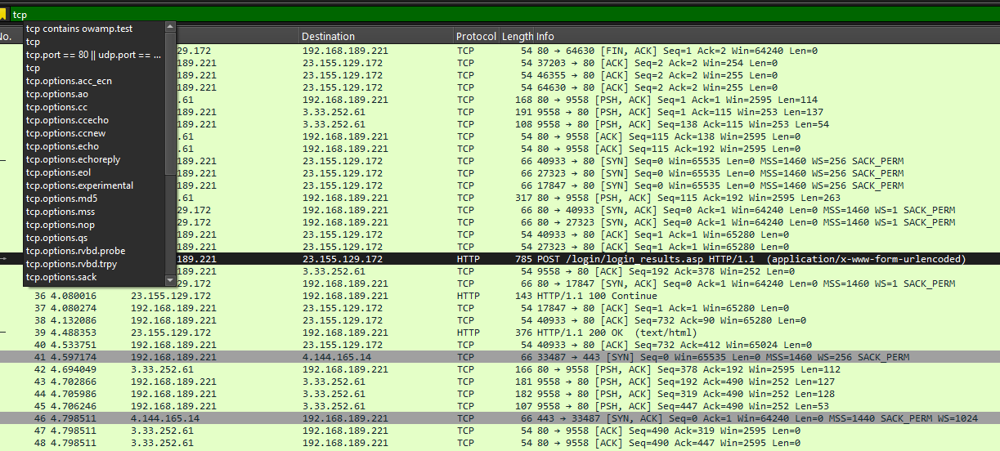 tcp
No. Destination Protocol Length Info
tcp contains owamp.test
tcp
tcp.port == 80 || udp.port == ...
tcp
tcp.options.acc_ecn
tcp.options.ao
tcp.options.cc
tcp.options.ccecho
tcp.options.ccnew
tcp.options.echo
tcp.options.echoreply
tcp.options.eol
tcp.options.experimental
tcp.options.md5
tcp.options.mss
tcp.options.nop
tcp.options.qs
tcp.options.rvbd.probe
tcp.options.rvbd.trpy
tcp.options.sack
29.172 192.168.189.221 TCP 54 80 → 64630 [FIN, ACK] Seq=1 Ack=2 Win=64240 Len=0
189.221 23.155.129.172 TCP 54 37203 → 80 [ACK] Seq=2 Ack=2 Win=254 Len=0
189.221 23.155.129.172 TCP 54 46355 → 80 [ACK] Seq=2 Ack=2 Win=255 Len=0
189.221 23.155.129.172 TCP 54 64630 → 80 [ACK] Seq=2 Ack=2 Win=255 Len=0
.61 192.168.189.221 TCP 168 80 → 9558 [PSH, ACK] Seq=1 Ack=1 Win=2595 Len=114
189.221 3.33.252.61 TCP 191 9558 → 80 [PSH, ACK] Seq=1 Ack=115 Win=253 Len=137
189.221 3.33.252.61 TCP 108 9558 → 80 [PSH, ACK] Seq=138 Ack=115 Win=253 Len=54
.61 192.168.189.221 TCP 54 80 → 9558 [ACK] Seq=115 Ack=138 Win=2595 Len=0
.61 192.168.189.221 TCP 54 80 → 9558 [ACK] Seq=115 Ack=192 Win=2595 Len=0
189.221 23.155.129.172 TCP 66 40933 → 80 [SYN] Seq=0 Win=65535 Len=0 MSS=1460 WS=256 SACK_PERM
189.221 23.155.129.172 TCP 66 27323 → 80 [SYN] Seq=0 Win=65535 Len=0 MSS=1460 WS=256 SACK_PERM
189.221 23.155.129.172 TCP 66 17847 → 80 [SYN] Seq=0 Win=65535 Len=0 MSS=1460 WS=256 SACK_PERM
.61 192.168.189.221 TCP 317 80 → 9558 [PSH, ACK] Seq=115 Ack=192 Win=2595 Len=263
29.172 192.168.189.221 TCP 66 80 → 40933 [SYN, ACK] Seq=0 Ack=1 Win=64240 Len=0 MSS=1460 WS=1 SACK_PERM
29.172 192.168.189.221 TCP 66 80 → 27323 [SYN, ACK] Seq=0 Ack=1 Win=64240 Len=0 MSS=1460 WS=1 SACK_PERM
189.221 23.155.129.172 TCP 54 40933 → 80 [ACK] Seq=1 Ack=1 Win=65280 Len=0
189.221 23.155.129.172 TCP 54 27323 → 80 [ACK] Seq=1 Ack=1 Win=65280 Len=0
189.221 23.155.129.172 HTTP 785 POST /login/login_results.asp HTTP/1.1 (application/x-www-form-urlencoded)
189.221 3.33.252.61 TCP 54 9558 → 80 [ACK] Seq=192 Ack=378 Win=252 Len=0
29.172 192.168.189.221 TCP 66 80 → 17847 [SYN, ACK] Seq=0 Ack=1 Win=64240 Len=0 MSS=1460 WS=1 SACK_PERM
36 4.080016 23.155.129.172 192.168.189.221 HTTP 143 HTTP/1.1 100 Continue
37 4.080274 192.168.189.221 23.155.129.172 TCP 54 17847 → 80 [ACK] Seq=1 Ack=1 Win=65280 Len=0
38 4.132086 192.168.189.221 23.155.129.172 TCP 54 40933 → 80 [ACK] Seq=732 Ack=90 Win=65280 Len=0
39 4.488353 23.155.129.172 192.168.189.221 HTTP 376 HTTP/1.1 200 OK (text/html)
40 4.533751 192.168.189.221 23.155.129.172 TCP 54 40933 → 80 [ACK] Seq=732 Ack=412 Win=65024 Len=0
41 4.597174 192.168.189.221 4.144.165.14 TCP 66 33487 → 443 [SYN] Seq=0 Win=65535 Len=0 MSS=1460 WS=256 SACK_PERM
42 4.694049 3.33.252.61 192.168.189.221 TCP 166 80 → 9558 [PSH, ACK] Seq=378 Ack=192 Win=2595 Len=112
43 4.702866 192.168.189.221 3.33.252.61 TCP 181 9558 → 80 [PSH, ACK] Seq=192 Ack=490 Win=252 Len=127
44 4.705986 192.168.189.221 3.33.252.61 TCP 182 9558 → 80 [PSH, ACK] Seq=319 Ack=490 Win=252 Len=128
45 4.706246 192.168.189.221 3.33.252.61 TCP 107 9558 → 80 [PSH, ACK] Seq=447 Ack=490 Win=252 Len=53
46 4.798511 4.144.165.14 192.168.189.221 TCP 66 443 → 33487 [SYN, ACK] Seq=0 Ack=1 Win=64240 Len=0 MSS=1440 SACK_PERM WS=1024
47 4.798511 3.33.252.61 192.168.189.221 TCP 54 80 → 9558 [ACK] Seq=490 Ack=319 Win=2595 Len=0
48 4.798511 3.33.252.61 192.168.189.221 TCP 54 80 → 9558 [ACK] Seq=490 Ack=447 Win=2595 Len=0